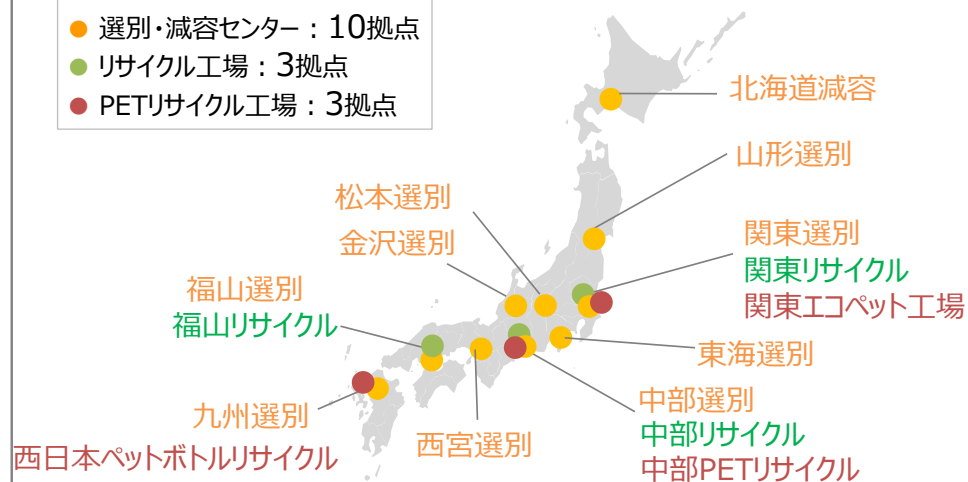 選別・減容センター：10拠点
リサイクル工場：3拠点
PETリサイクル工場：3拠点
北海道減容
山形選別
松本選別
金沢選別
関東選別
関東リサイクル
関東エコペット工場
福山選別
福山リサイクル
東海選別
中部選別
中部リサイクル
中部PETリサイクル
九州選別
西日本ペットボトルリサイクル
西宮選別